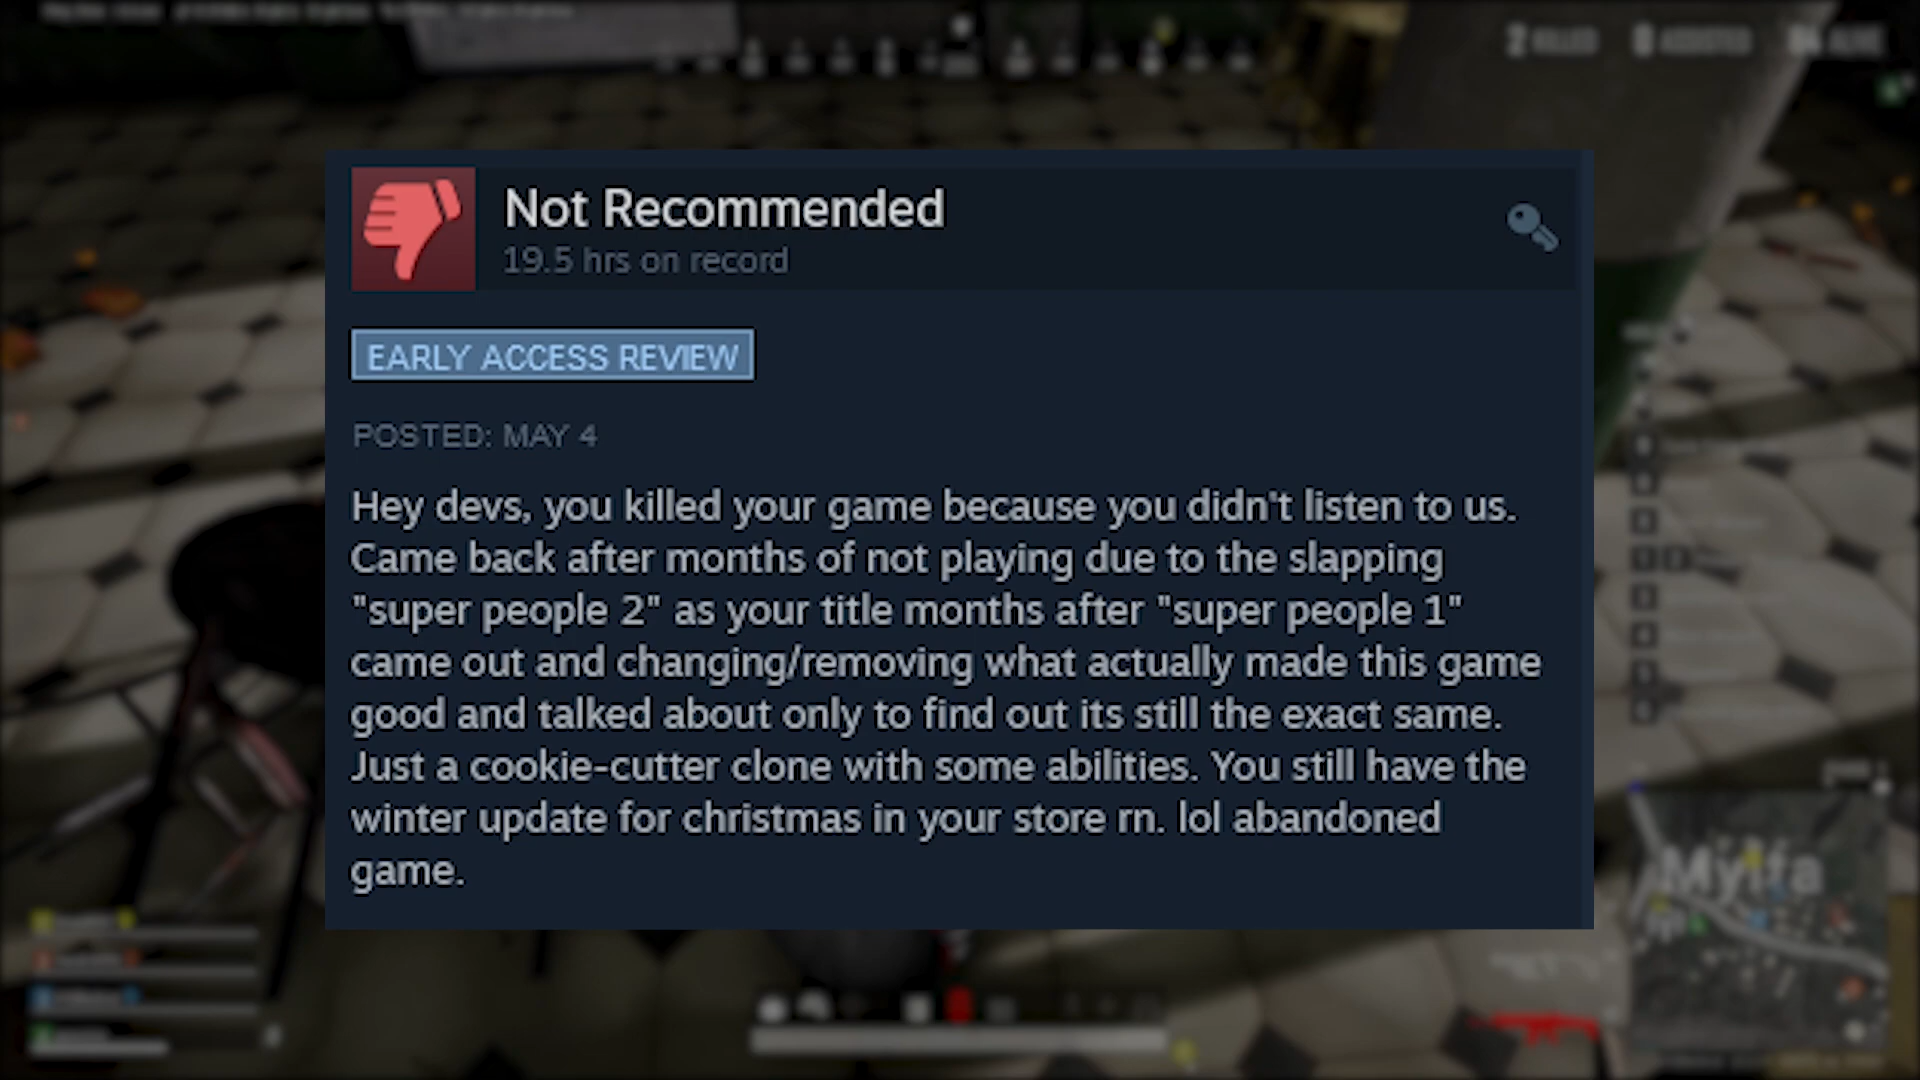 2 KILLED
ALIVE
Not Recommended
19.5 hrs on record
EARLY ACCESS REVIEW
POSTED: MAY 4
Hey devs, you killed your game because you didn't listen to us.
Came back after months of not playing due to the slapping
"super people 2" as your title months after "super people 1"
came out and changing/removing what actually made this game
good and talked about only to find out its still the exact same.
Just a cookie-cutter clone with some abilities. You still have the
winter update for christmas in your store rn. lol abandoned
game.
Mylfa